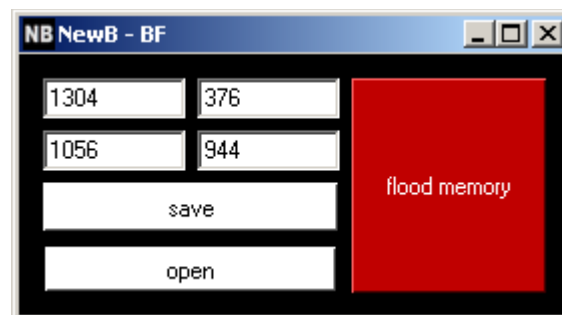 NB NewB - BF
1304 376
1056 944
flood memory
save
open